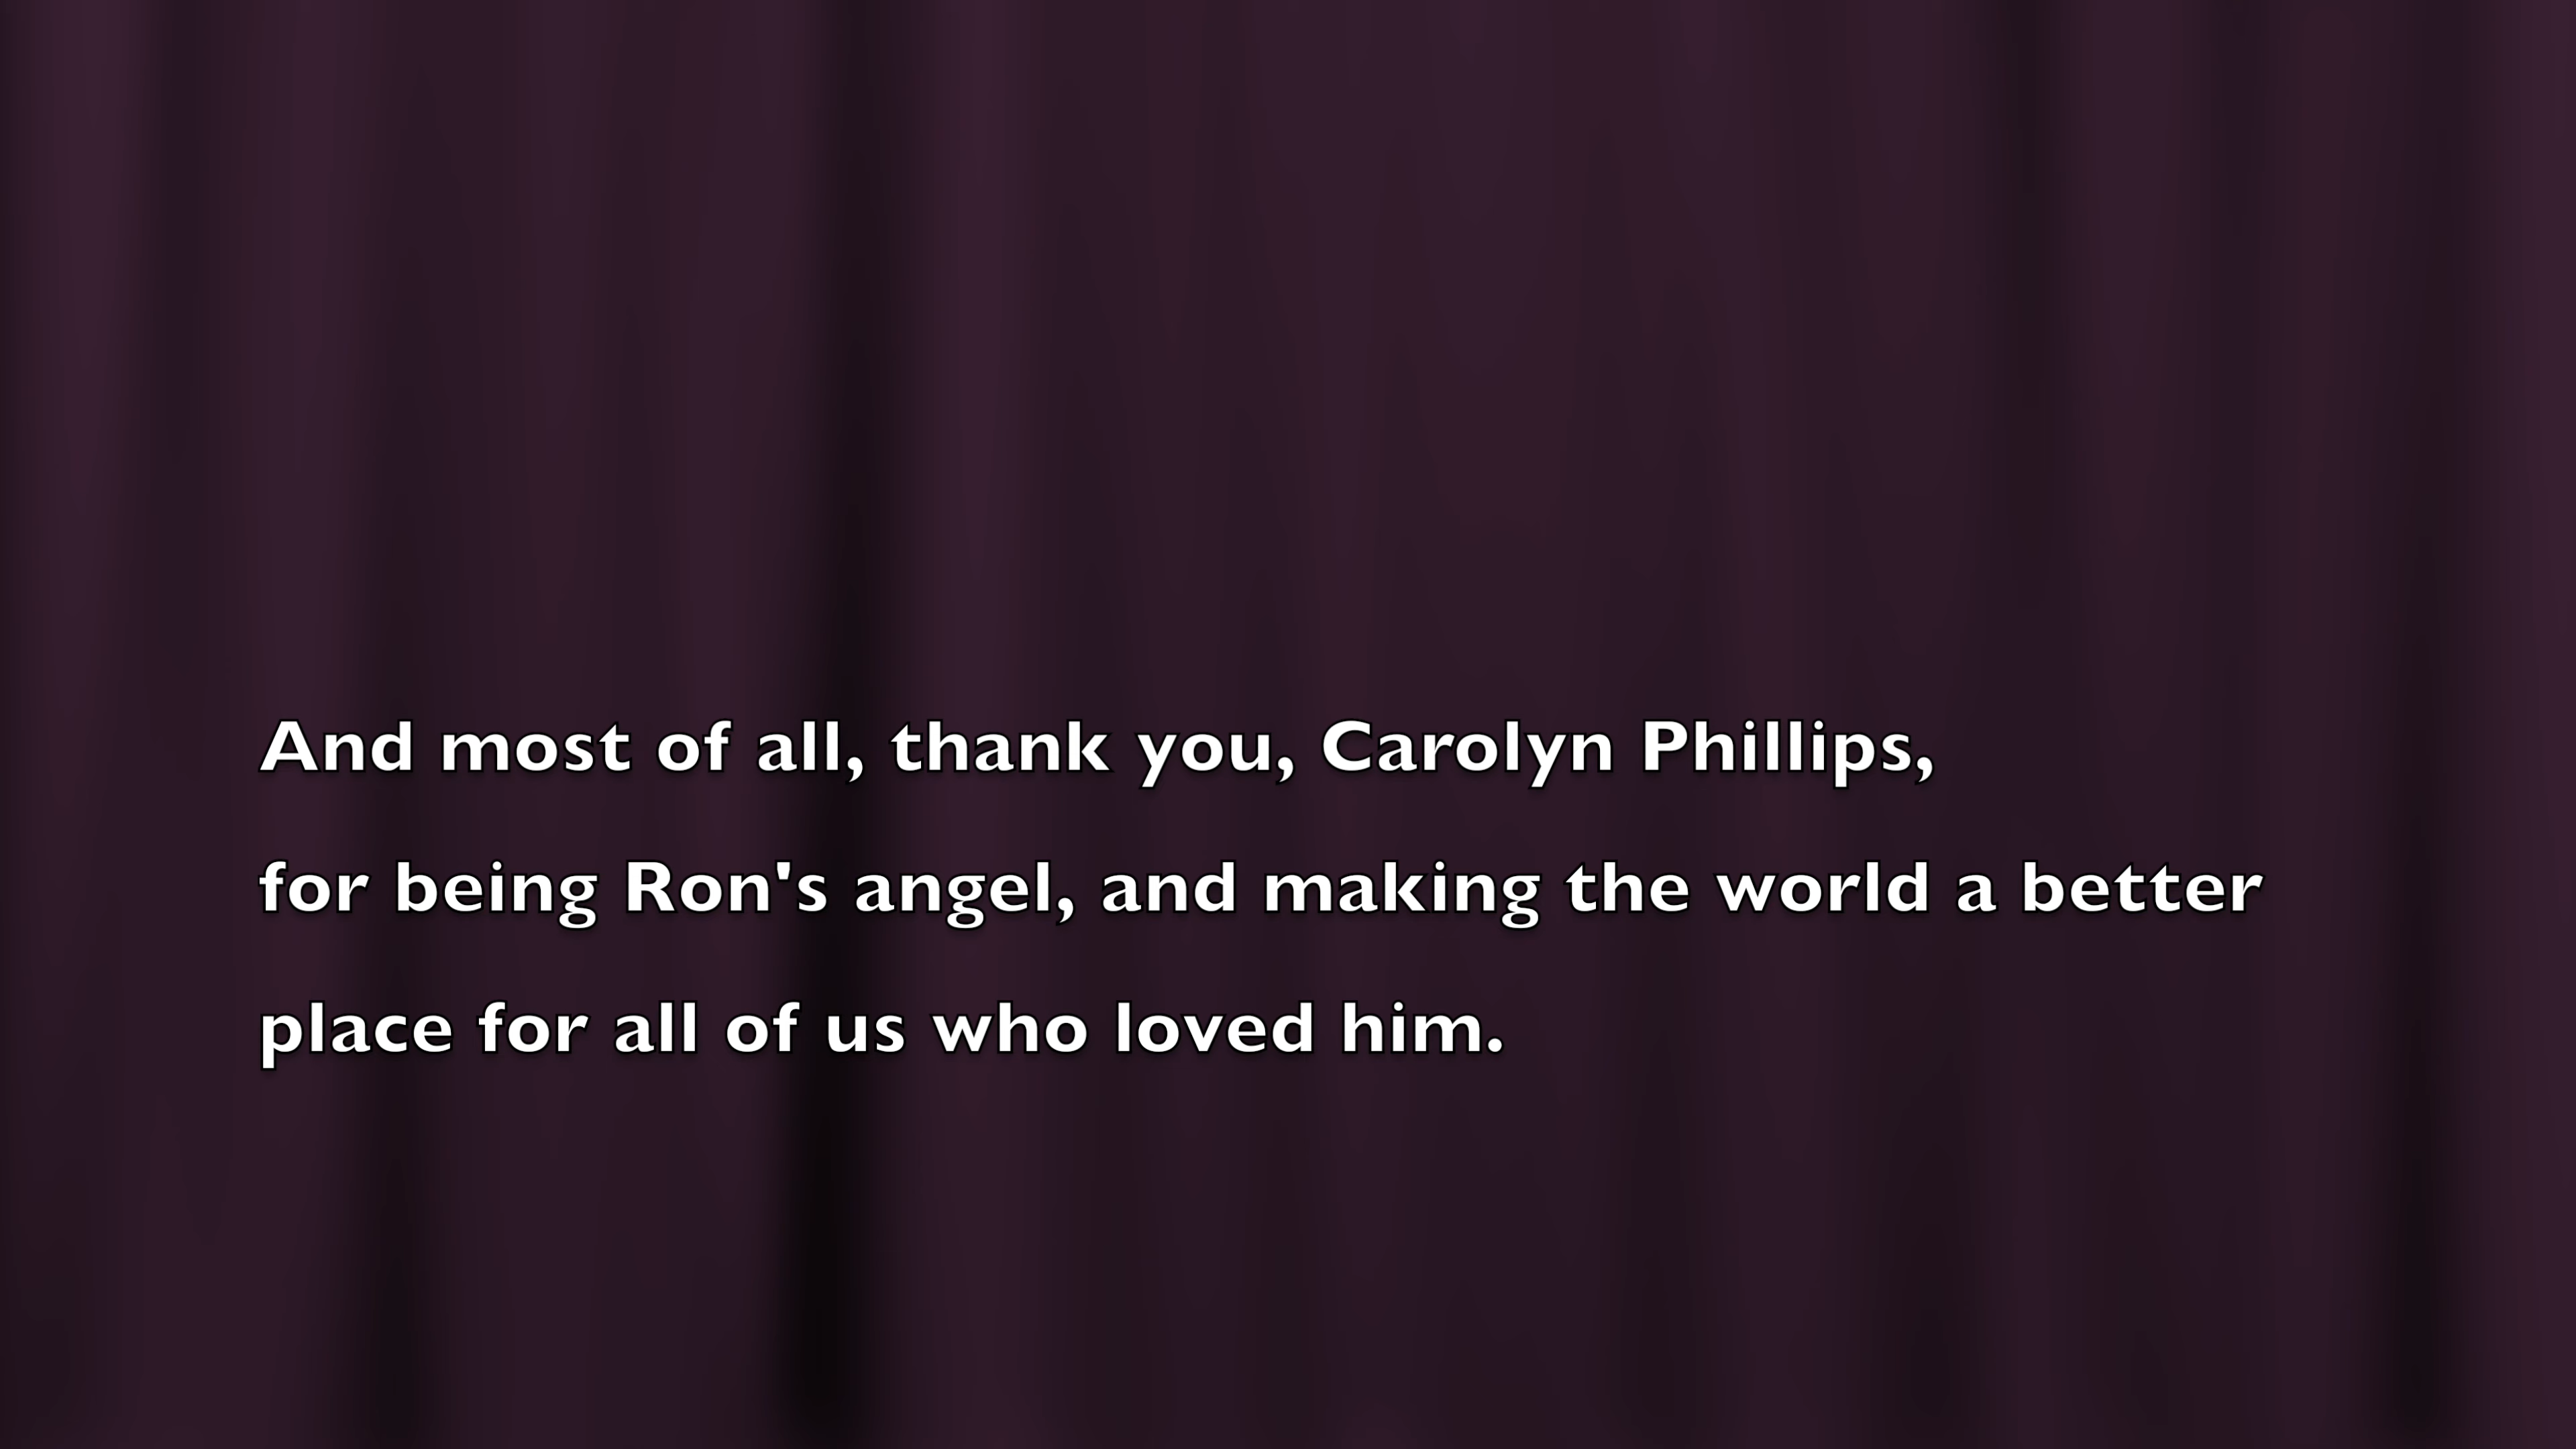 And most of all, thank you, Carolyn Phillips,
for being Ron's angel, and making the world a better
place for all of us who loved him.